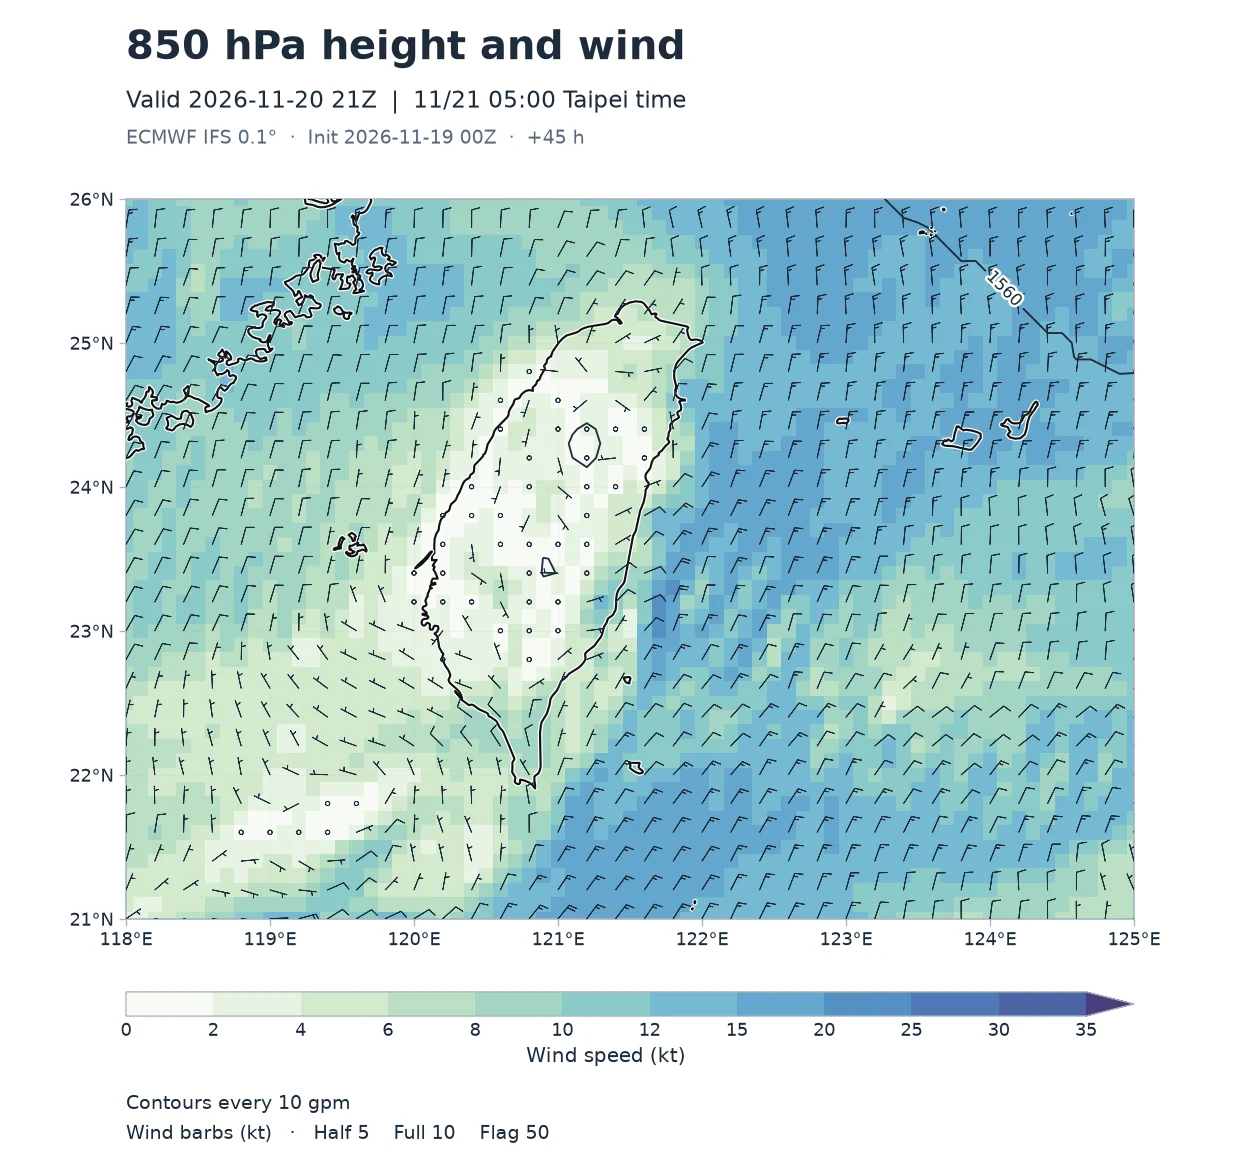 850 hPa height and wind
Valid 2026-11-20 21Z | 11/21 05:00 Taipei time
ECMWF IFS 0.1° · Init 2026-11-19 00Z · +45 h
26°N
25°N
24°N
23°N
22°N
21°N
1560
118°E 119°E 120°E 121°E 122°E 123°E 124°E 125°E
0 2 4 6 8 10 12 15 20 25 30 35
Wind speed (kt)
Contours every 10 gpm
Wind barbs (kt) · Half 5 Full 10 Flag 50